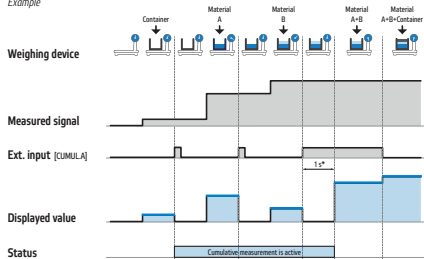 Example
Container
Material
A
Material
B
Material
A+B
Material
A+B+Container
Weighing device
Measured signal
Ext. input [CUMUL.A]
1 s*
Displayed value
Status
Cumulative measurement is active